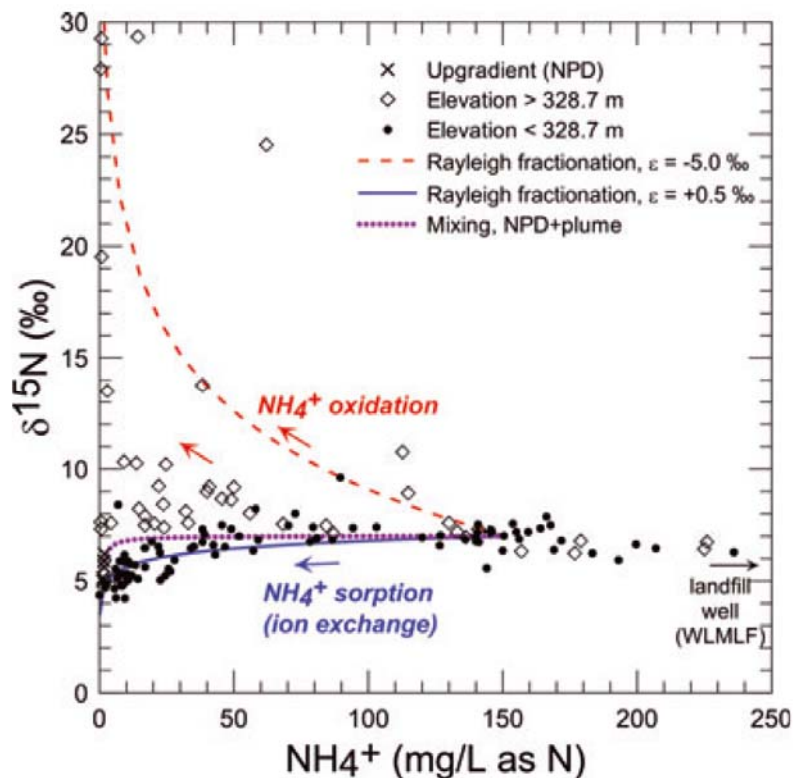 30
25
20
15
10
5
0
δ15N (‰)
Upgradient (NPD)
Elevation > 328.7 m
Elevation < 328.7 m
Rayleigh fractionation, ε = -5.0 ‰
Rayleigh fractionation, ε = +0.5 ‰
Mixing, NPD+plume
NH4+ oxidation
NH4+ sorption
(ion exchange)
landfill
well
(WLMLF)
0 50 100 150 200 250
NH4+ (mg/L as N)